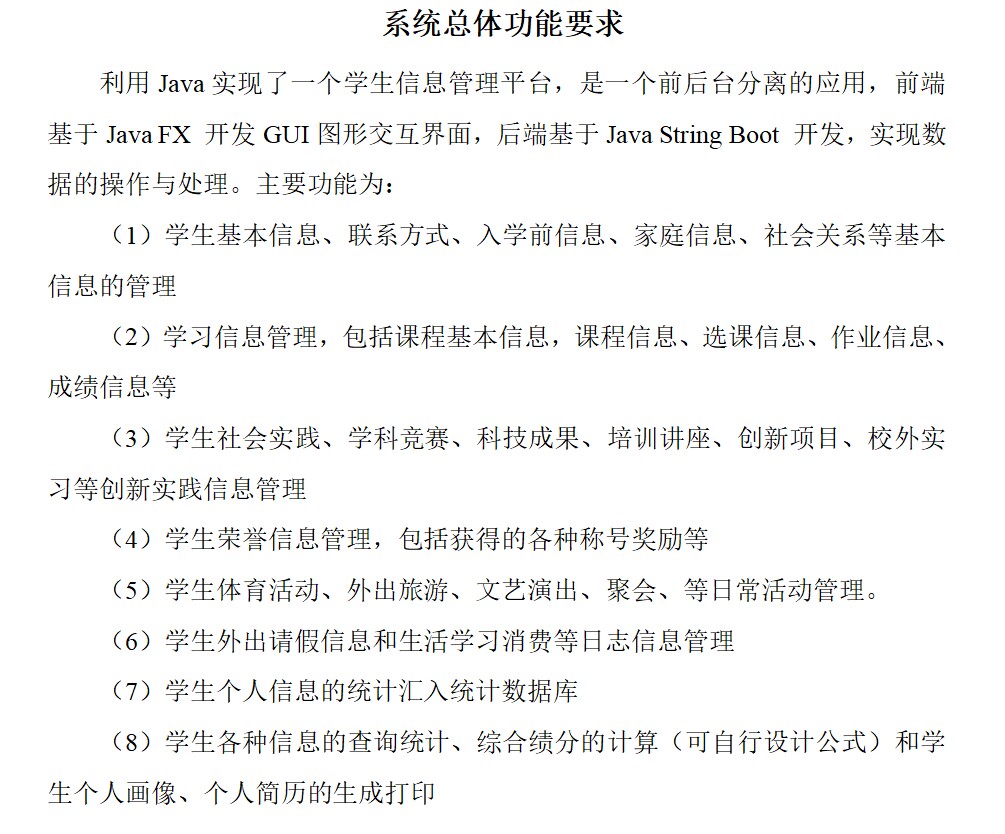 系统总体功能要求
利用 Java 实现了一个学生信息管理平台，是一个前后台分离的应用，前端
基于 Java FX 开发 GUI 图形交互界面，后端基于 Java String Boot 开发，实现数
据的操作与处理。主要功能为：
（1）学生基本信息、联系方式、入学前信息、家庭信息、社会关系等基本
信息的管理
（2）学习信息管理，包括课程基本信息，课程信息、选课信息、作业信息、
成绩信息等
（3）学生社会实践、学科竞赛、科技成果、培训讲座、创新项目、校外实
习等创新实践信息管理
（4）学生荣誉信息管理，包括获得的各种称号奖励等
（5）学生体育活动、外出旅游、文艺演出、聚会、等日常活动管理。
（6）学生外出请假信息和生活学习消费等日志信息管理
（7）学生个人信息的统计汇入统计数据库
（8）学生各种信息的查询统计、综合绩分的计算（可自行设计公式）和学
生个人画像、个人简历的生成打印